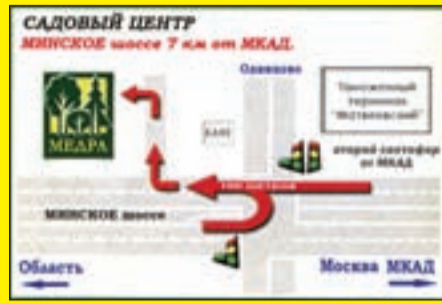 САДОВЫЙ ЦЕНТР
МИНСКОЕ шоссе 7 км от МКАД.
Одинцово
Таможенный
терминал
МЕДРА
второй светофор
от МКАД
МИНСКОЕ шоссе
Область
Москва МКАД